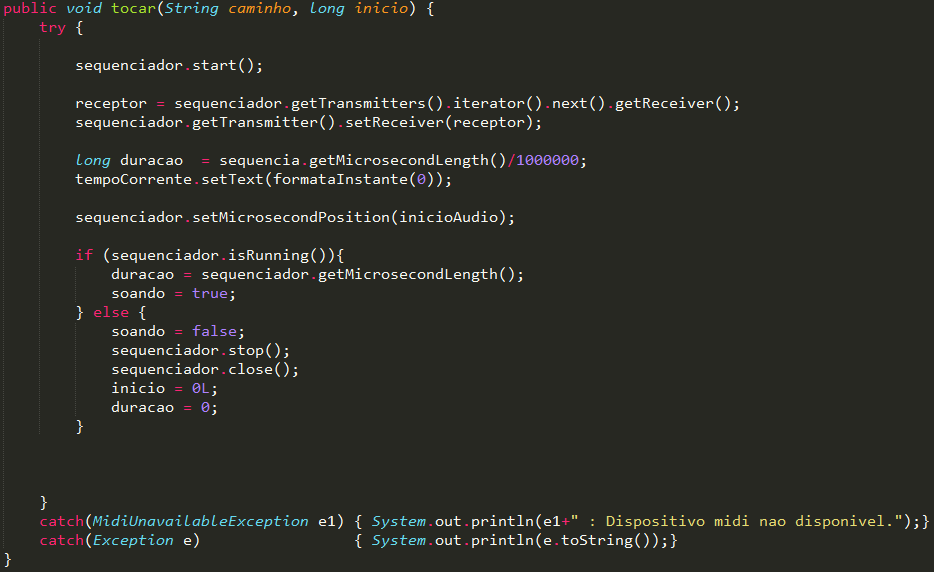 public void tocar(String caminho, long inicio) {
    try {

        sequenciador.start();

        receptor = sequenciador.getTransmitters().iterator().next().getReceiver();
        sequenciador.getTransmitter().setReceiver(receptor);

        long duracao  = sequencia.getMicrosecondLength()/1000000;
        tempoCorrente.setText(formataInstante(0));

        sequenciador.setMicrosecondPosition(inicioAudio);

        if (sequenciador.isRunning()){
            duracao = sequenciador.getMicrosecondLength();
            soando = true;
        } else {
            soando = false;
            sequenciador.stop();
            sequenciador.close();
            inicio = 0L;
            duracao = 0;
        }



    }
    catch(MidiUnavailableException e1) { System.out.println(e1+" : Dispositivo midi nao disponivel.");}
    catch(Exception e)                 { System.out.println(e.toString());}
}